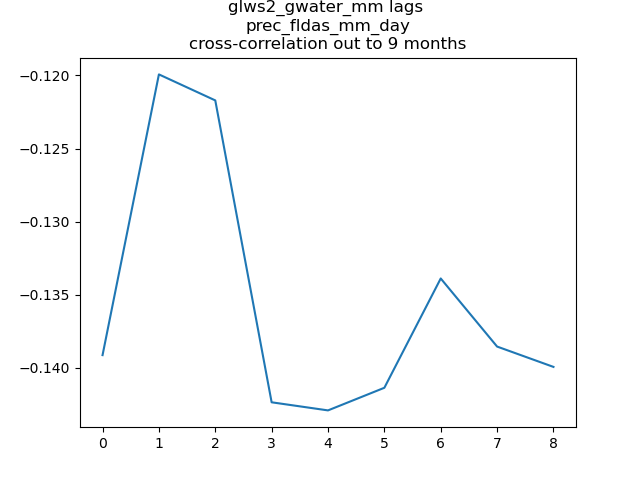 glws2_gwater_mm lags
prec_fldas_mm_day
cross-correlation out to 9 months
−0.120
−0.125
−0.130
−0.135
−0.140
0 1 2 3 4 5 6 7 8